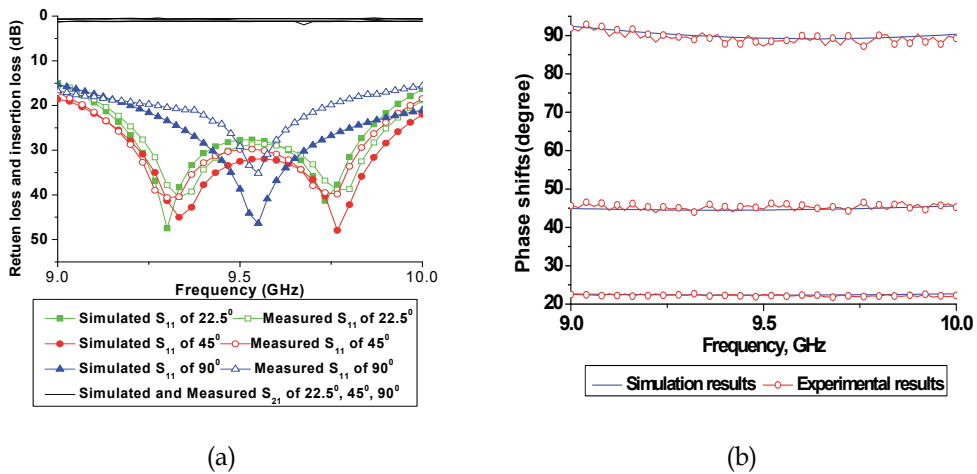 Retuen loss and insertion loss (dB)
0
10
20
30
40
50
9.0
9.5
10.0
Frequency (GHz)
Simulated S11 of 22.5⁰
Measured S11 of 22.5⁰
Simulated S11 of 45⁰
Measured S11 of 45⁰
Simulated S11 of 90⁰
Measured S11 of 90⁰
Simulated and Measured S21 of 22.5⁰, 45⁰, 90⁰
(a)
Phase shifts (degree)
90
80
70
60
50
40
30
20
9.0
9.5
10.0
Frequency, GHz
Simulation results
Experimental results
(b)